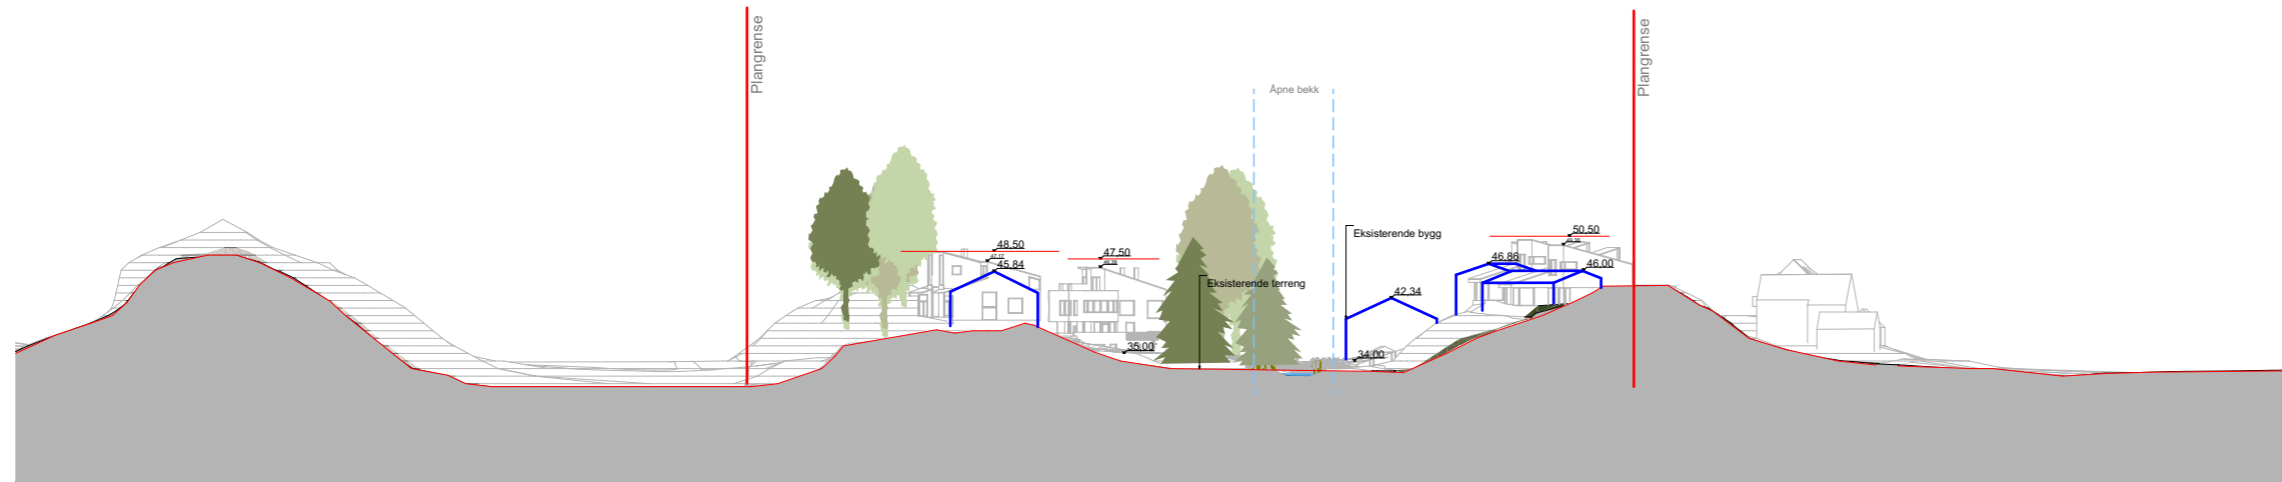 Plangrense
Plangrense
Åpne bekk
Eksisterende bygg
50,50
48,50
47,50
45,84
46,86
46,00
Eksisterende terreng
42,34
35,00
34,00